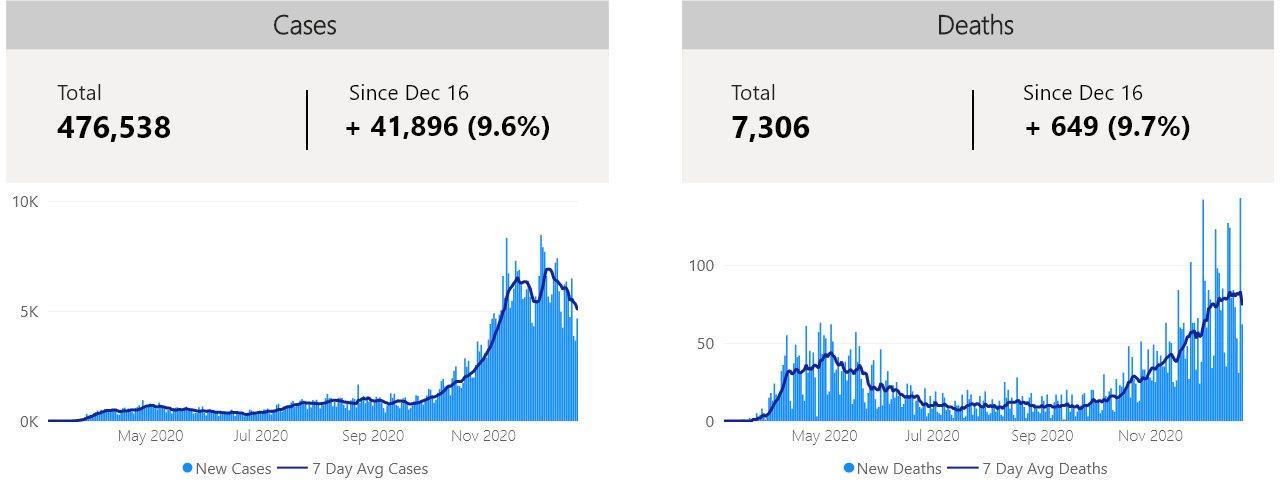 Cases
Total
476,538
Since Dec 16
+ 41,896 (9.6%)
10K
5K
0K
May 2020
Jul 2020
Sep 2020
Nov 2020
New Cases
7 Day Avg Cases
Deaths
Total
7,306
Since Dec 16
+ 649 (9.7%)
100
50
0
May 2020
Jul 2020
Sep 2020
Nov 2020
New Deaths
7 Day Avg Deaths